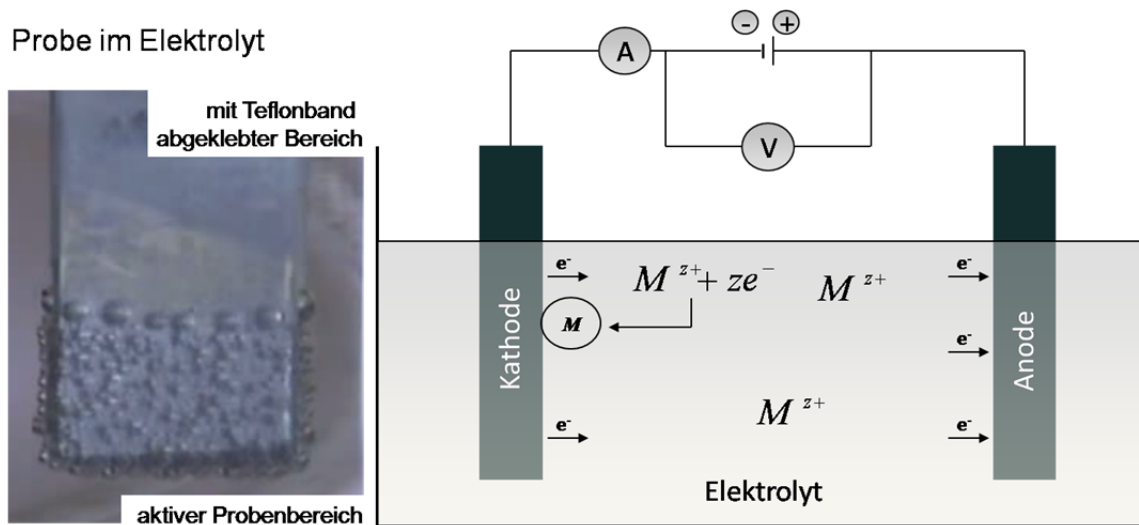 Probe im Elektrolyt
mit Teflonband
abgeklebter Bereich
aktiver Probenbereich
- +
A
V
Kathode
Anode
e-
e-
M z+ + ze-
M
M z+
M z+
e-
e-
e-
Elektrolyt